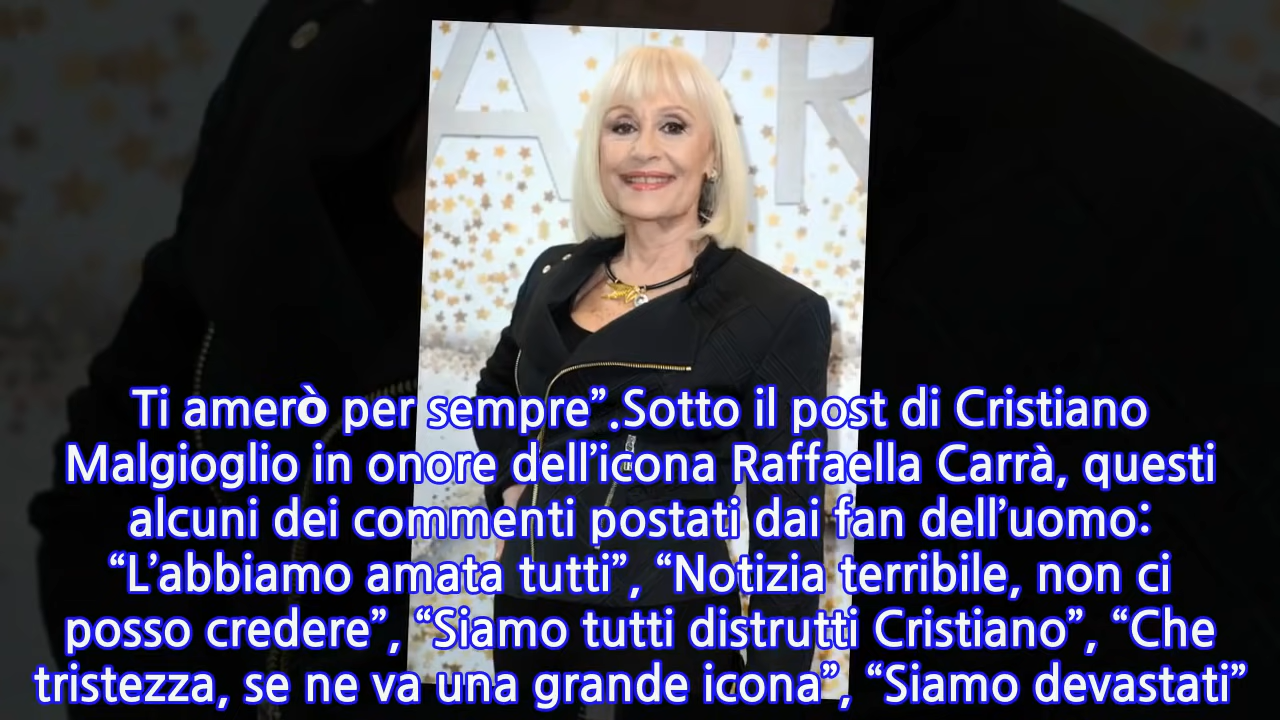 APR
Ti amerò per sempre”.Sotto il post di Cristiano
Malgioglio in onore dell’icona Raffaella Carrà, questi
alcuni dei commenti postati dai fan dell’uomo:
“L’abbiamo amata tutti”, “Notizia terribile, non ci
posso credere”, “Siamo tutti distrutti Cristiano”, “Che
tristezza, se ne va una grande icona”, “Siamo devastati”